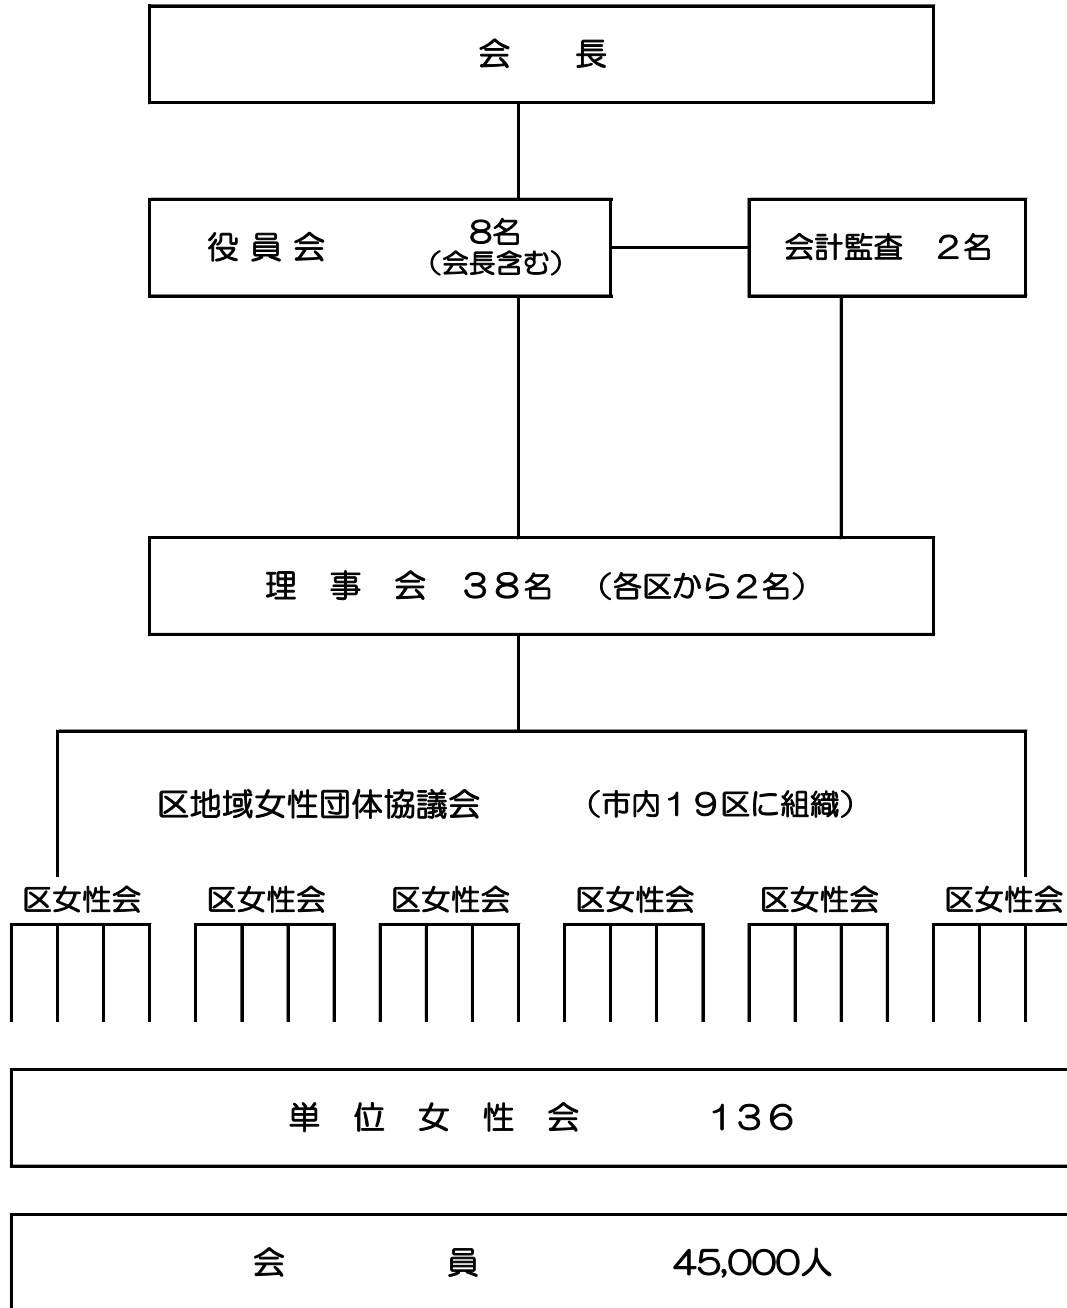 会　長
役員会　8名
（会長含む）
会計監査　２名
理　事　会　３８名　（各区から２名）
区地域女性団体協議会　（市内１９区に組織）
区女性会　区女性会　区女性会　区女性会　区女性会　区女性会
単　位　女　性　会　１３６
会　員　45,000人